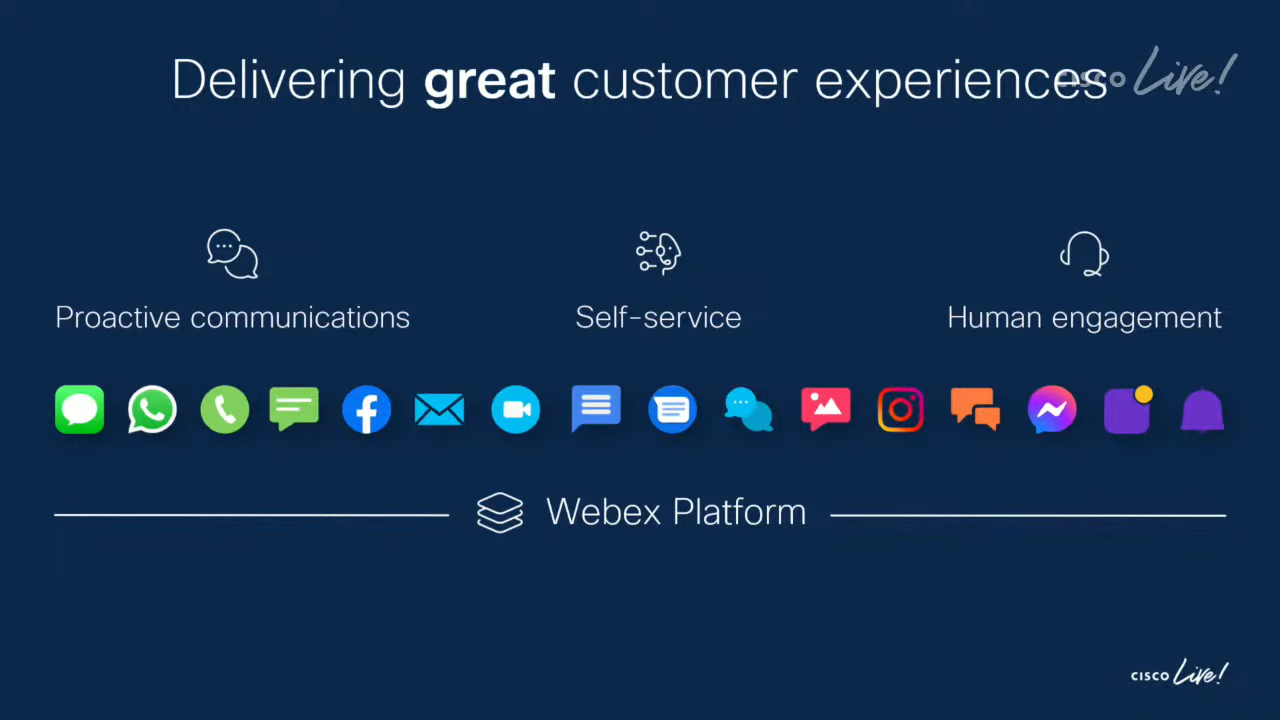 Delivering great customer experiences
CISCO Live!
Proactive communications
Self-service
Human engagement
Webex Platform
CISCO Live!